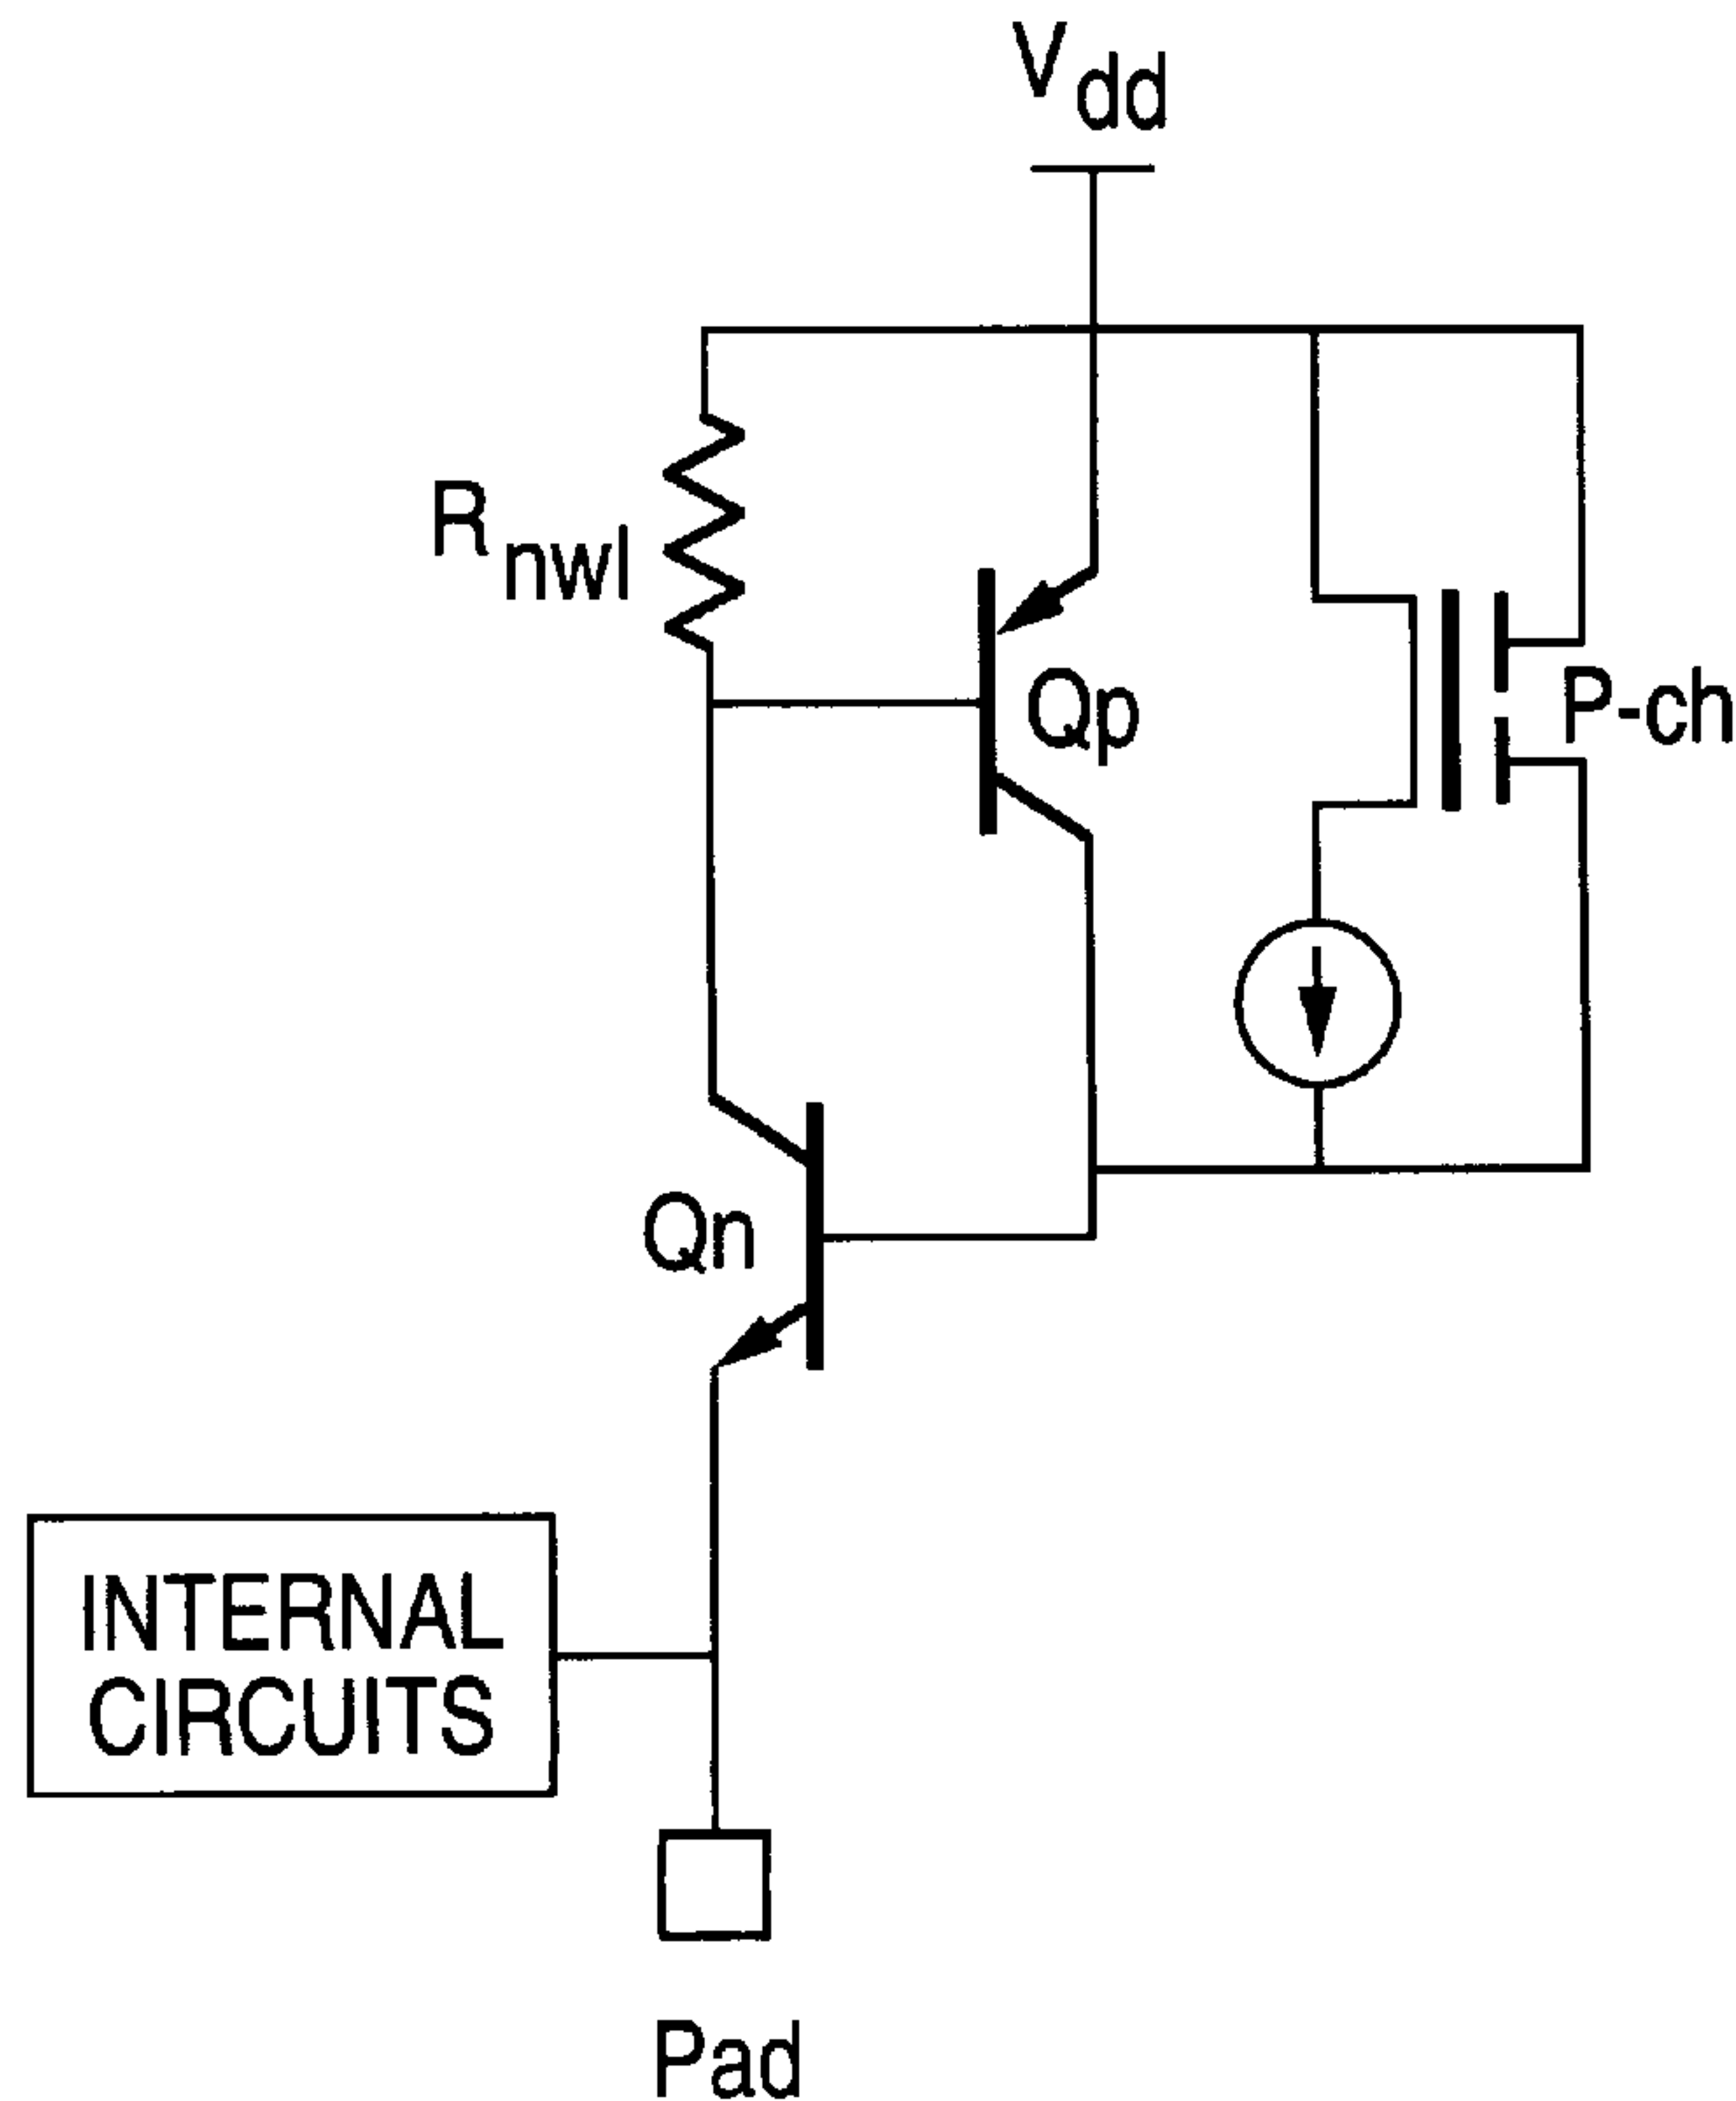 Vdd
Rnwl
Qp
P-ch
Qn
INTERNAL
CIRCUITS
Pad